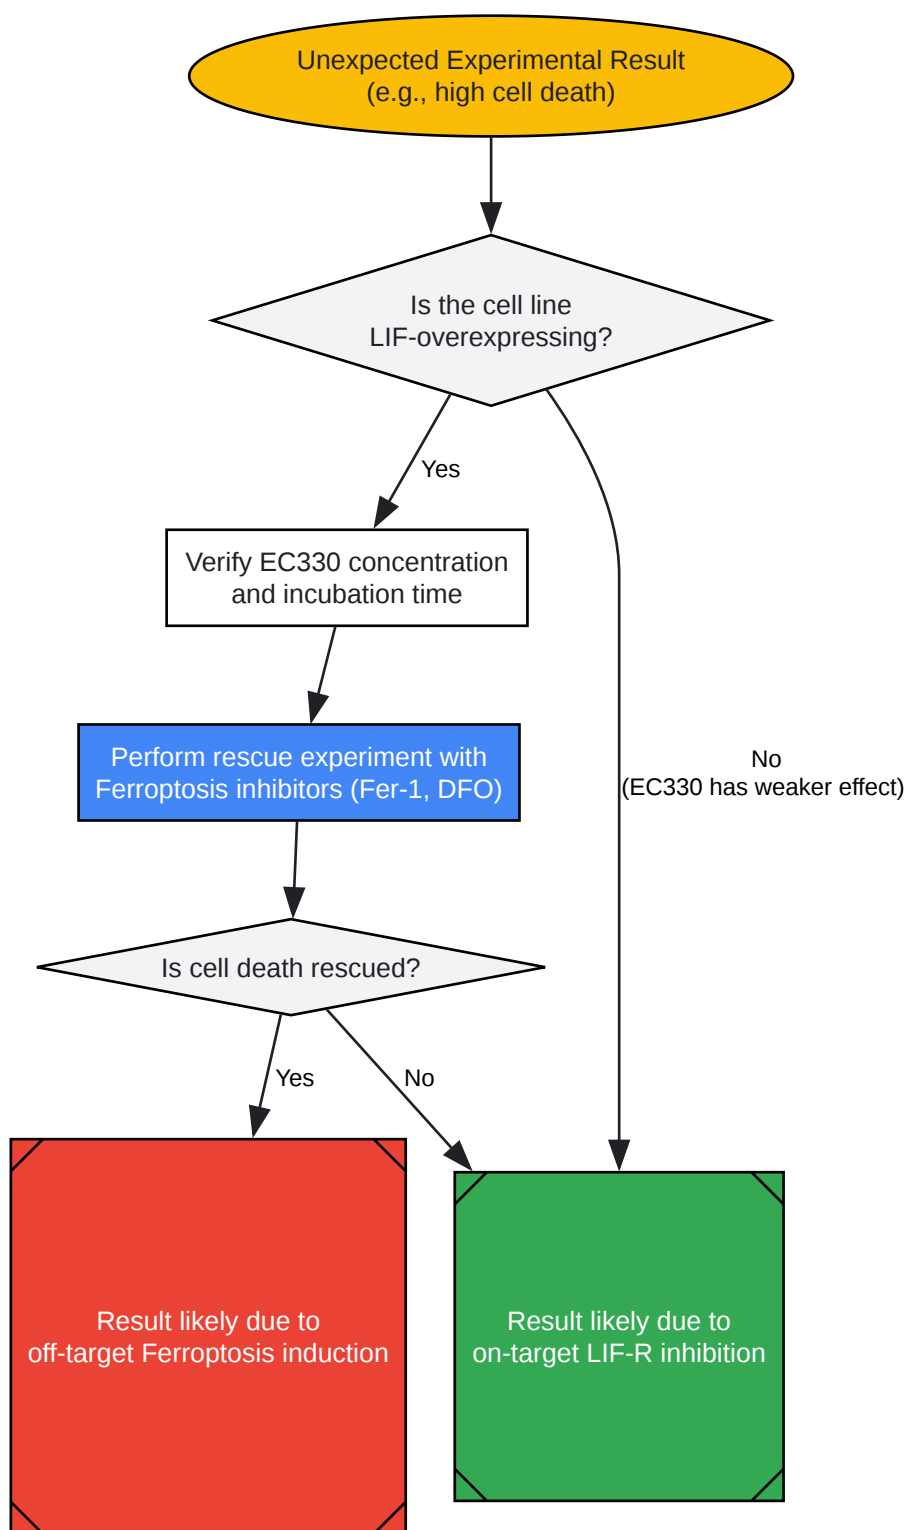 Unexpected Experimental Result
(e.g., high cell death)
Is the cell line
LIF-overexpressing?
Yes
Verify EC330 concentration
and incubation time
Perform rescue experiment with
Ferroptosis inhibitors (Fer-1, DFO)
No
(EC330 has weaker effect)
Is cell death rescued?
Yes
No
Result likely due to
off-target Ferroptosis induction
Result likely due to
on-target LIF-R inhibition